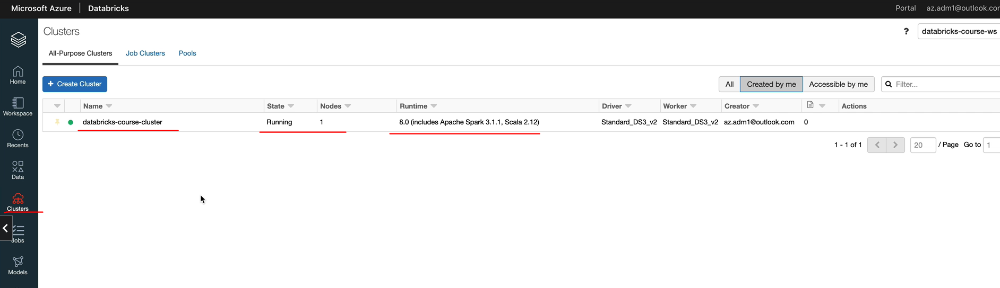 Microsoft Azure | Databricks
Portal az.adm1@outlook.cor
Clusters
? databricks-course-ws
All-Purpose Clusters Job Clusters Pools
+ Create Cluster
All Created by me Accessible by me Filter...
Name State Nodes Runtime Driver Worker Creator Actions
databricks-course-cluster Running 1 8.0 (includes Apache Spark 3.1.1, Scala 2.12) Standard_DS3_v2 Standard_DS3_v2 az.adm1@outlook.com 0
1 - 1 of 1 20 / Page Go to 1
Home
Workspace
Recents
Data
Clusters
Jobs
Models